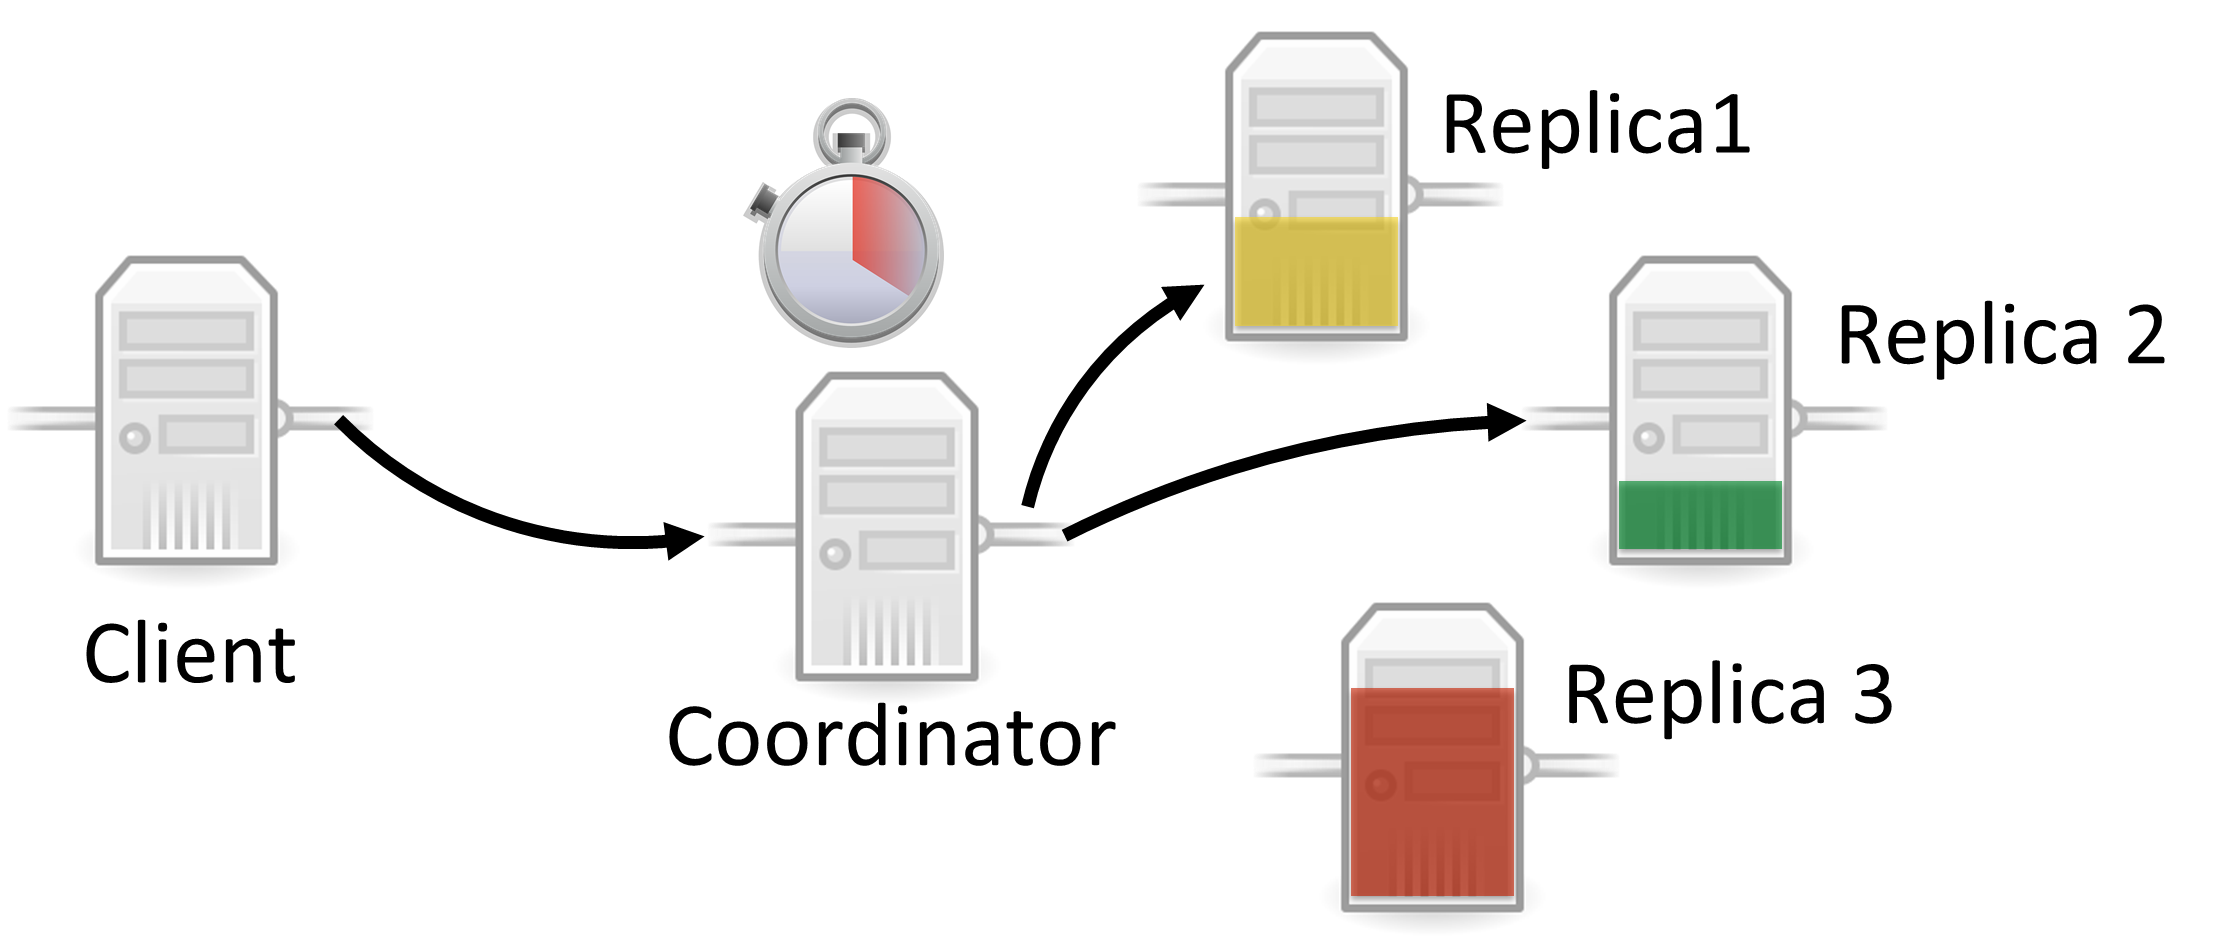 Replica1
Replica 2
Client
Replica 3
Coordinator